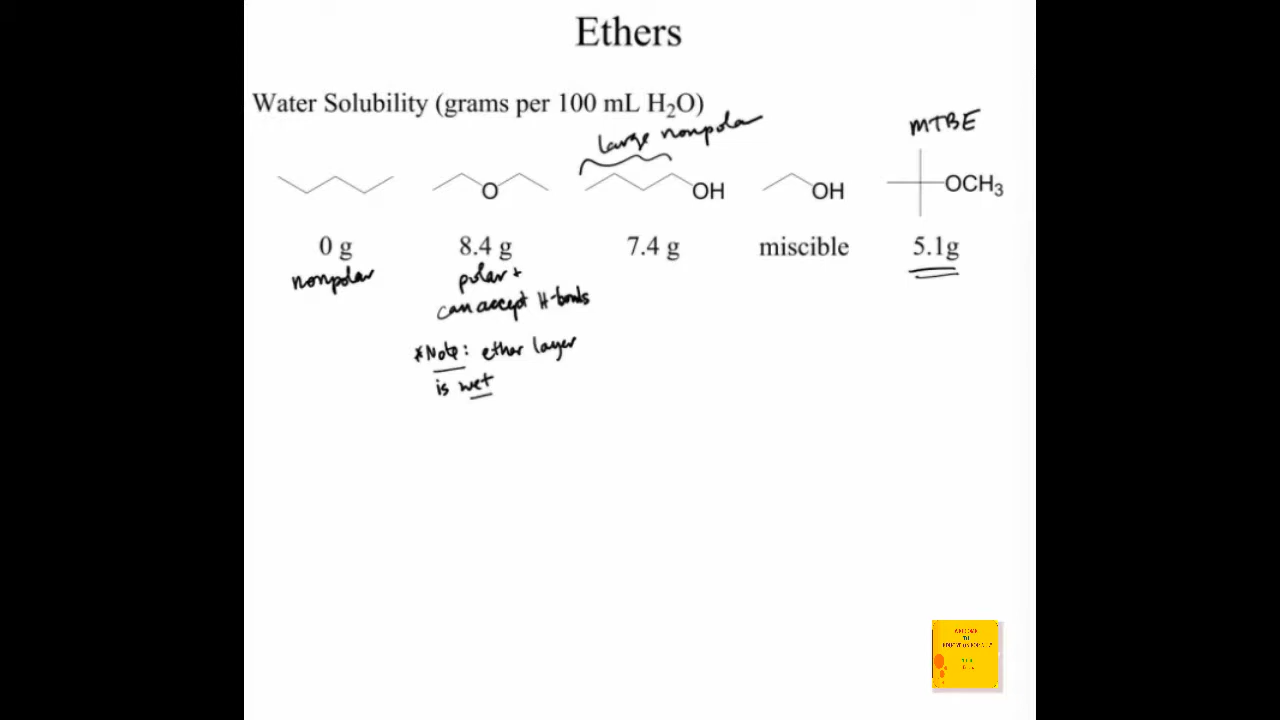 Ethers
Water Solubility (grams per 100 mL H₂O)
large nonpolar
MTBE
O
OH
OH
OCH₃
0 g
8.4 g
7.4 g
miscible
5.1g
nonpolar
polar +
can accept H-bonds
*Note: ether layer
is wet
TO